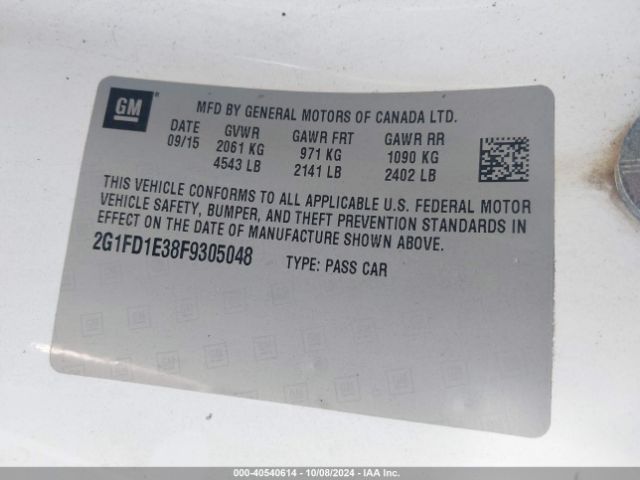 GM ®
MFD BY GENERAL MOTORS OF CANADA LTD.
DATE GVWR GAWR FRT GAWR RR
09/15 2061 KG 971 KG 1090 KG
4543 LB 2141 LB 2402 LB
THIS VEHICLE CONFORMS TO ALL APPLICABLE U.S. FEDERAL MOTOR
VEHICLE SAFETY, BUMPER, AND THEFT PREVENTION STANDARDS IN
EFFECT ON THE DATE OF MANUFACTURE SHOWN ABOVE.
2G1FD1E38F9305048 TYPE: PASS CAR
000-40540614 - 10/08/2024 - IAA Inc.